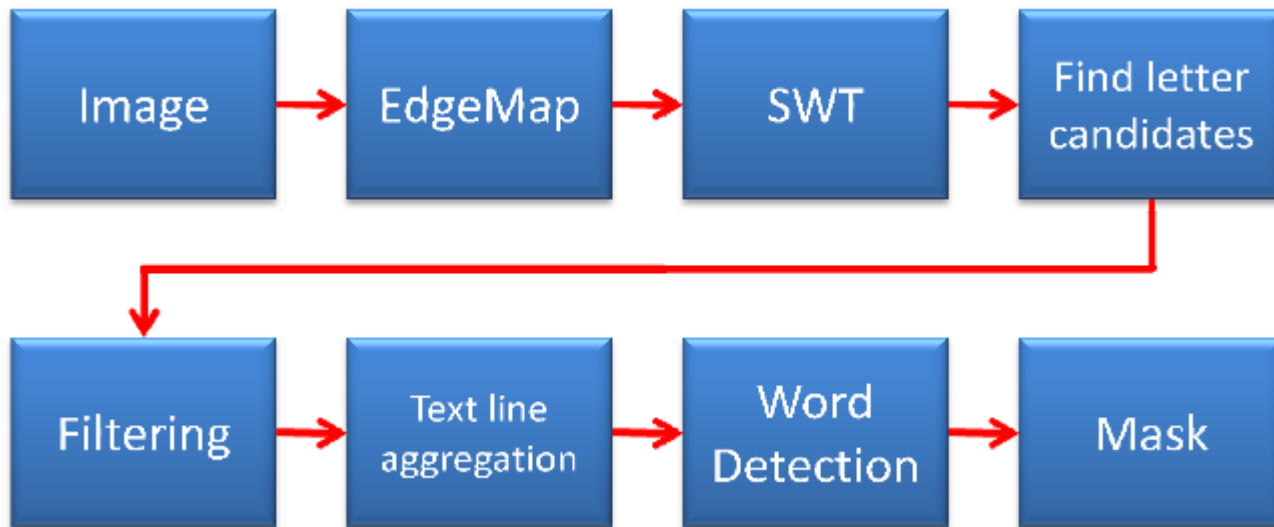 Image
EdgeMap
SWT
Find letter
candidates
Filtering
Text line
aggregation
Word
Detection
Mask